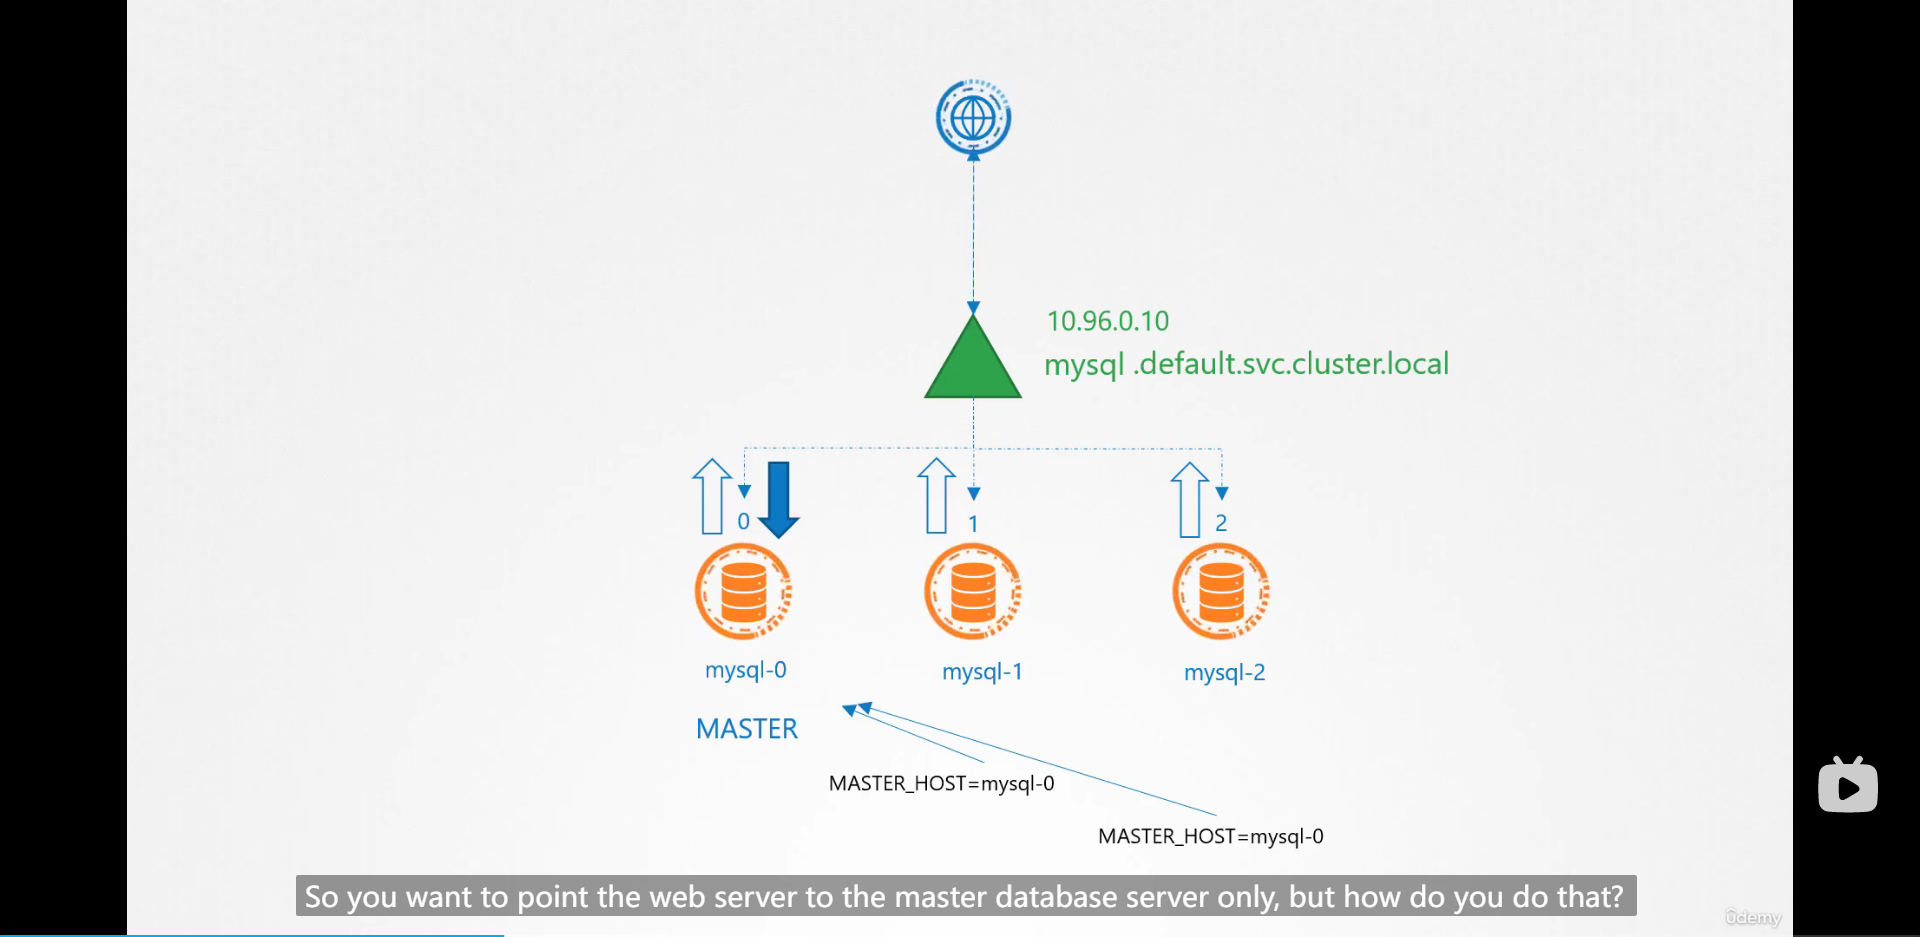 10.96.0.10
mysql .default.svc.cluster.local
0
1
2
mysql-0
mysql-1
mysql-2
MASTER
MASTER_HOST=mysql-0
MASTER_HOST=mysql-0
So you want to point the web server to the master database server only, but how do you do that?
ûdemy